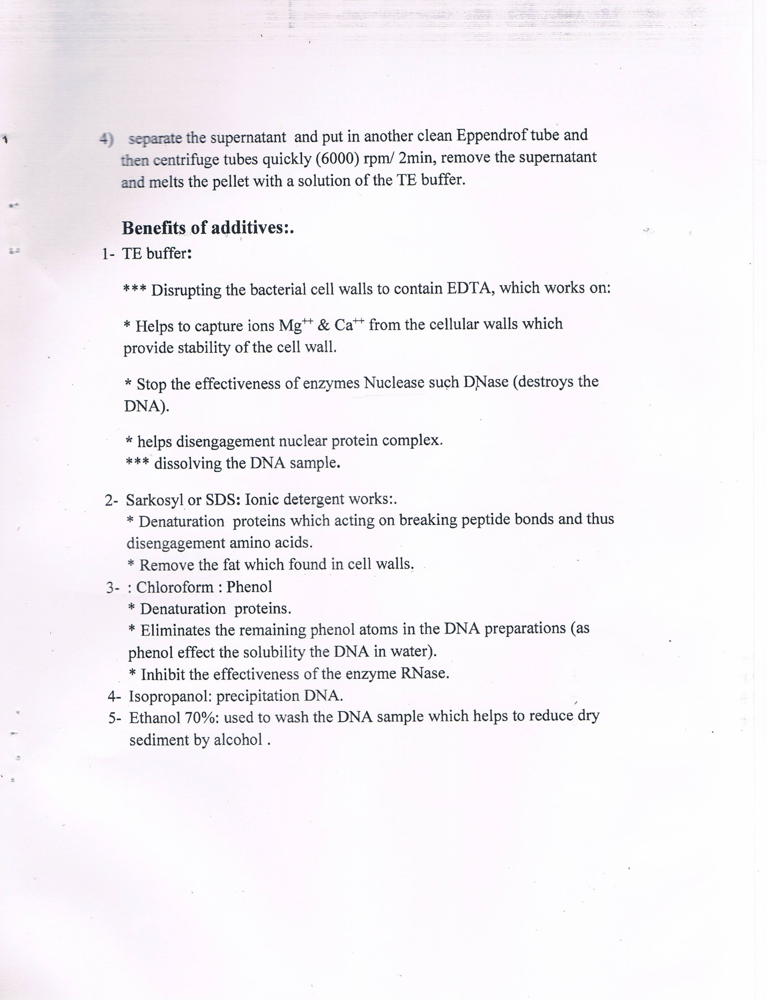 4) separate the supernatant and put in another clean Eppendrof tube and
then centrifuge tubes quickly (6000) rpm/ 2min, remove the supernatant
and melts the pellet with a solution of the TE buffer.
Benefits of additives:.
1- TE buffer:
*** Disrupting the bacterial cell walls to contain EDTA, which works on:
* Helps to capture ions Mg⁺⁺ & Ca⁺⁺ from the cellular walls which
provide stability of the cell wall.
* Stop the effectiveness of enzymes Nuclease such DNase (destroys the
DNA).
* helps disengagement nuclear protein complex.
*** dissolving the DNA sample.
2- Sarkosyl or SDS: Ionic detergent works:.
* Denaturation proteins which acting on breaking peptide bonds and thus
disengagement amino acids.
* Remove the fat which found in cell walls.
3- : Chloroform : Phenol
* Denaturation proteins.
* Eliminates the remaining phenol atoms in the DNA preparations (as
phenol effect the solubility the DNA in water).
* Inhibit the effectiveness of the enzyme RNase.
4- Isopropanol: precipitation DNA.
5- Ethanol 70%: used to wash the DNA sample which helps to reduce dry
sediment by alcohol .